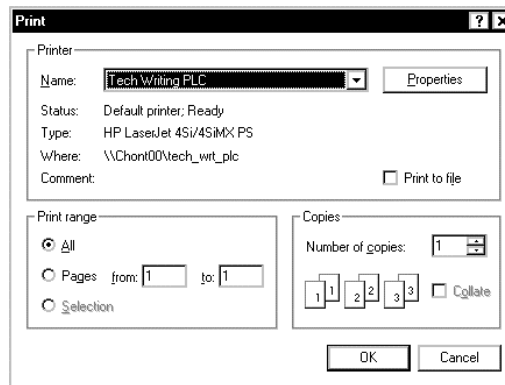 Print
Printer
Name: Tech Writing PLC Properties
Status: Default printer; Ready
Type: HP LaserJet 4Si/4SiMX PS
Where: \\Chont00\tech_wrt_plc
Comment: Print to file
Print range
All
Pages from: 1 to: 1
Selection
Copies
Number of copies: 1
1 1 2 2 3 3 Collate
OK Cancel